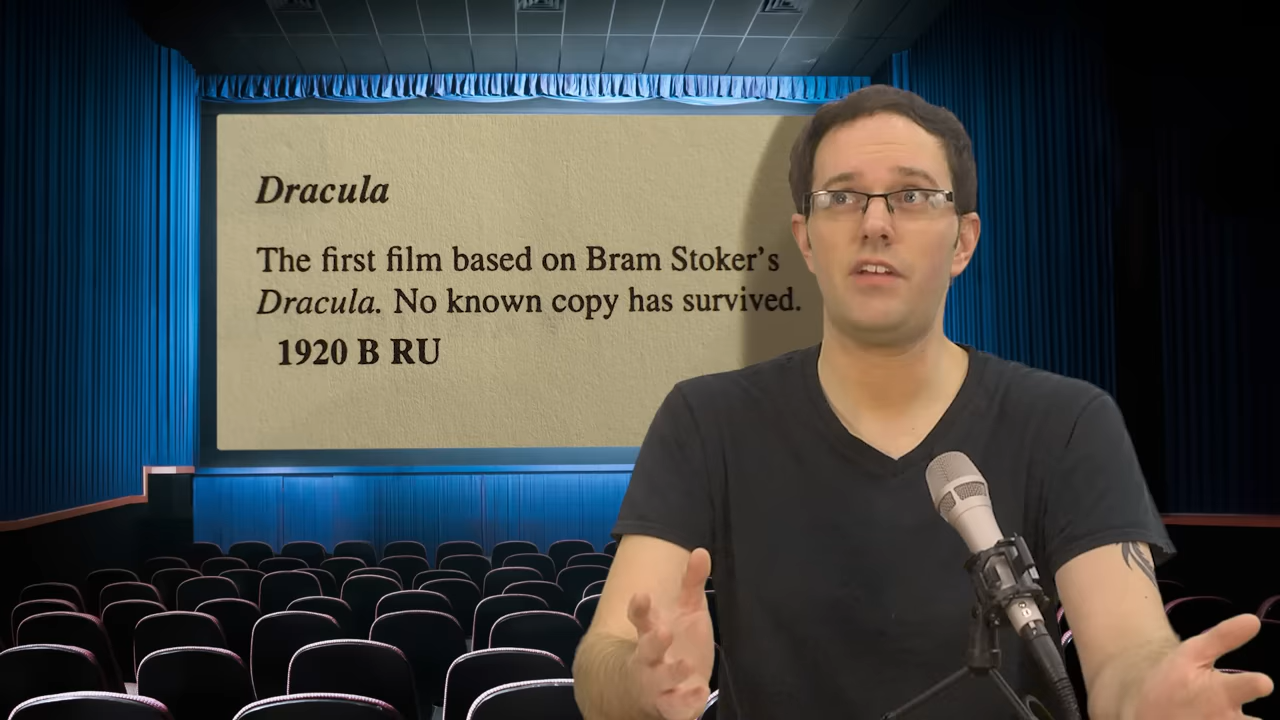 Dracula
The first film based on Bram Stoker's
Dracula. No known copy has survived.
1920 B RU